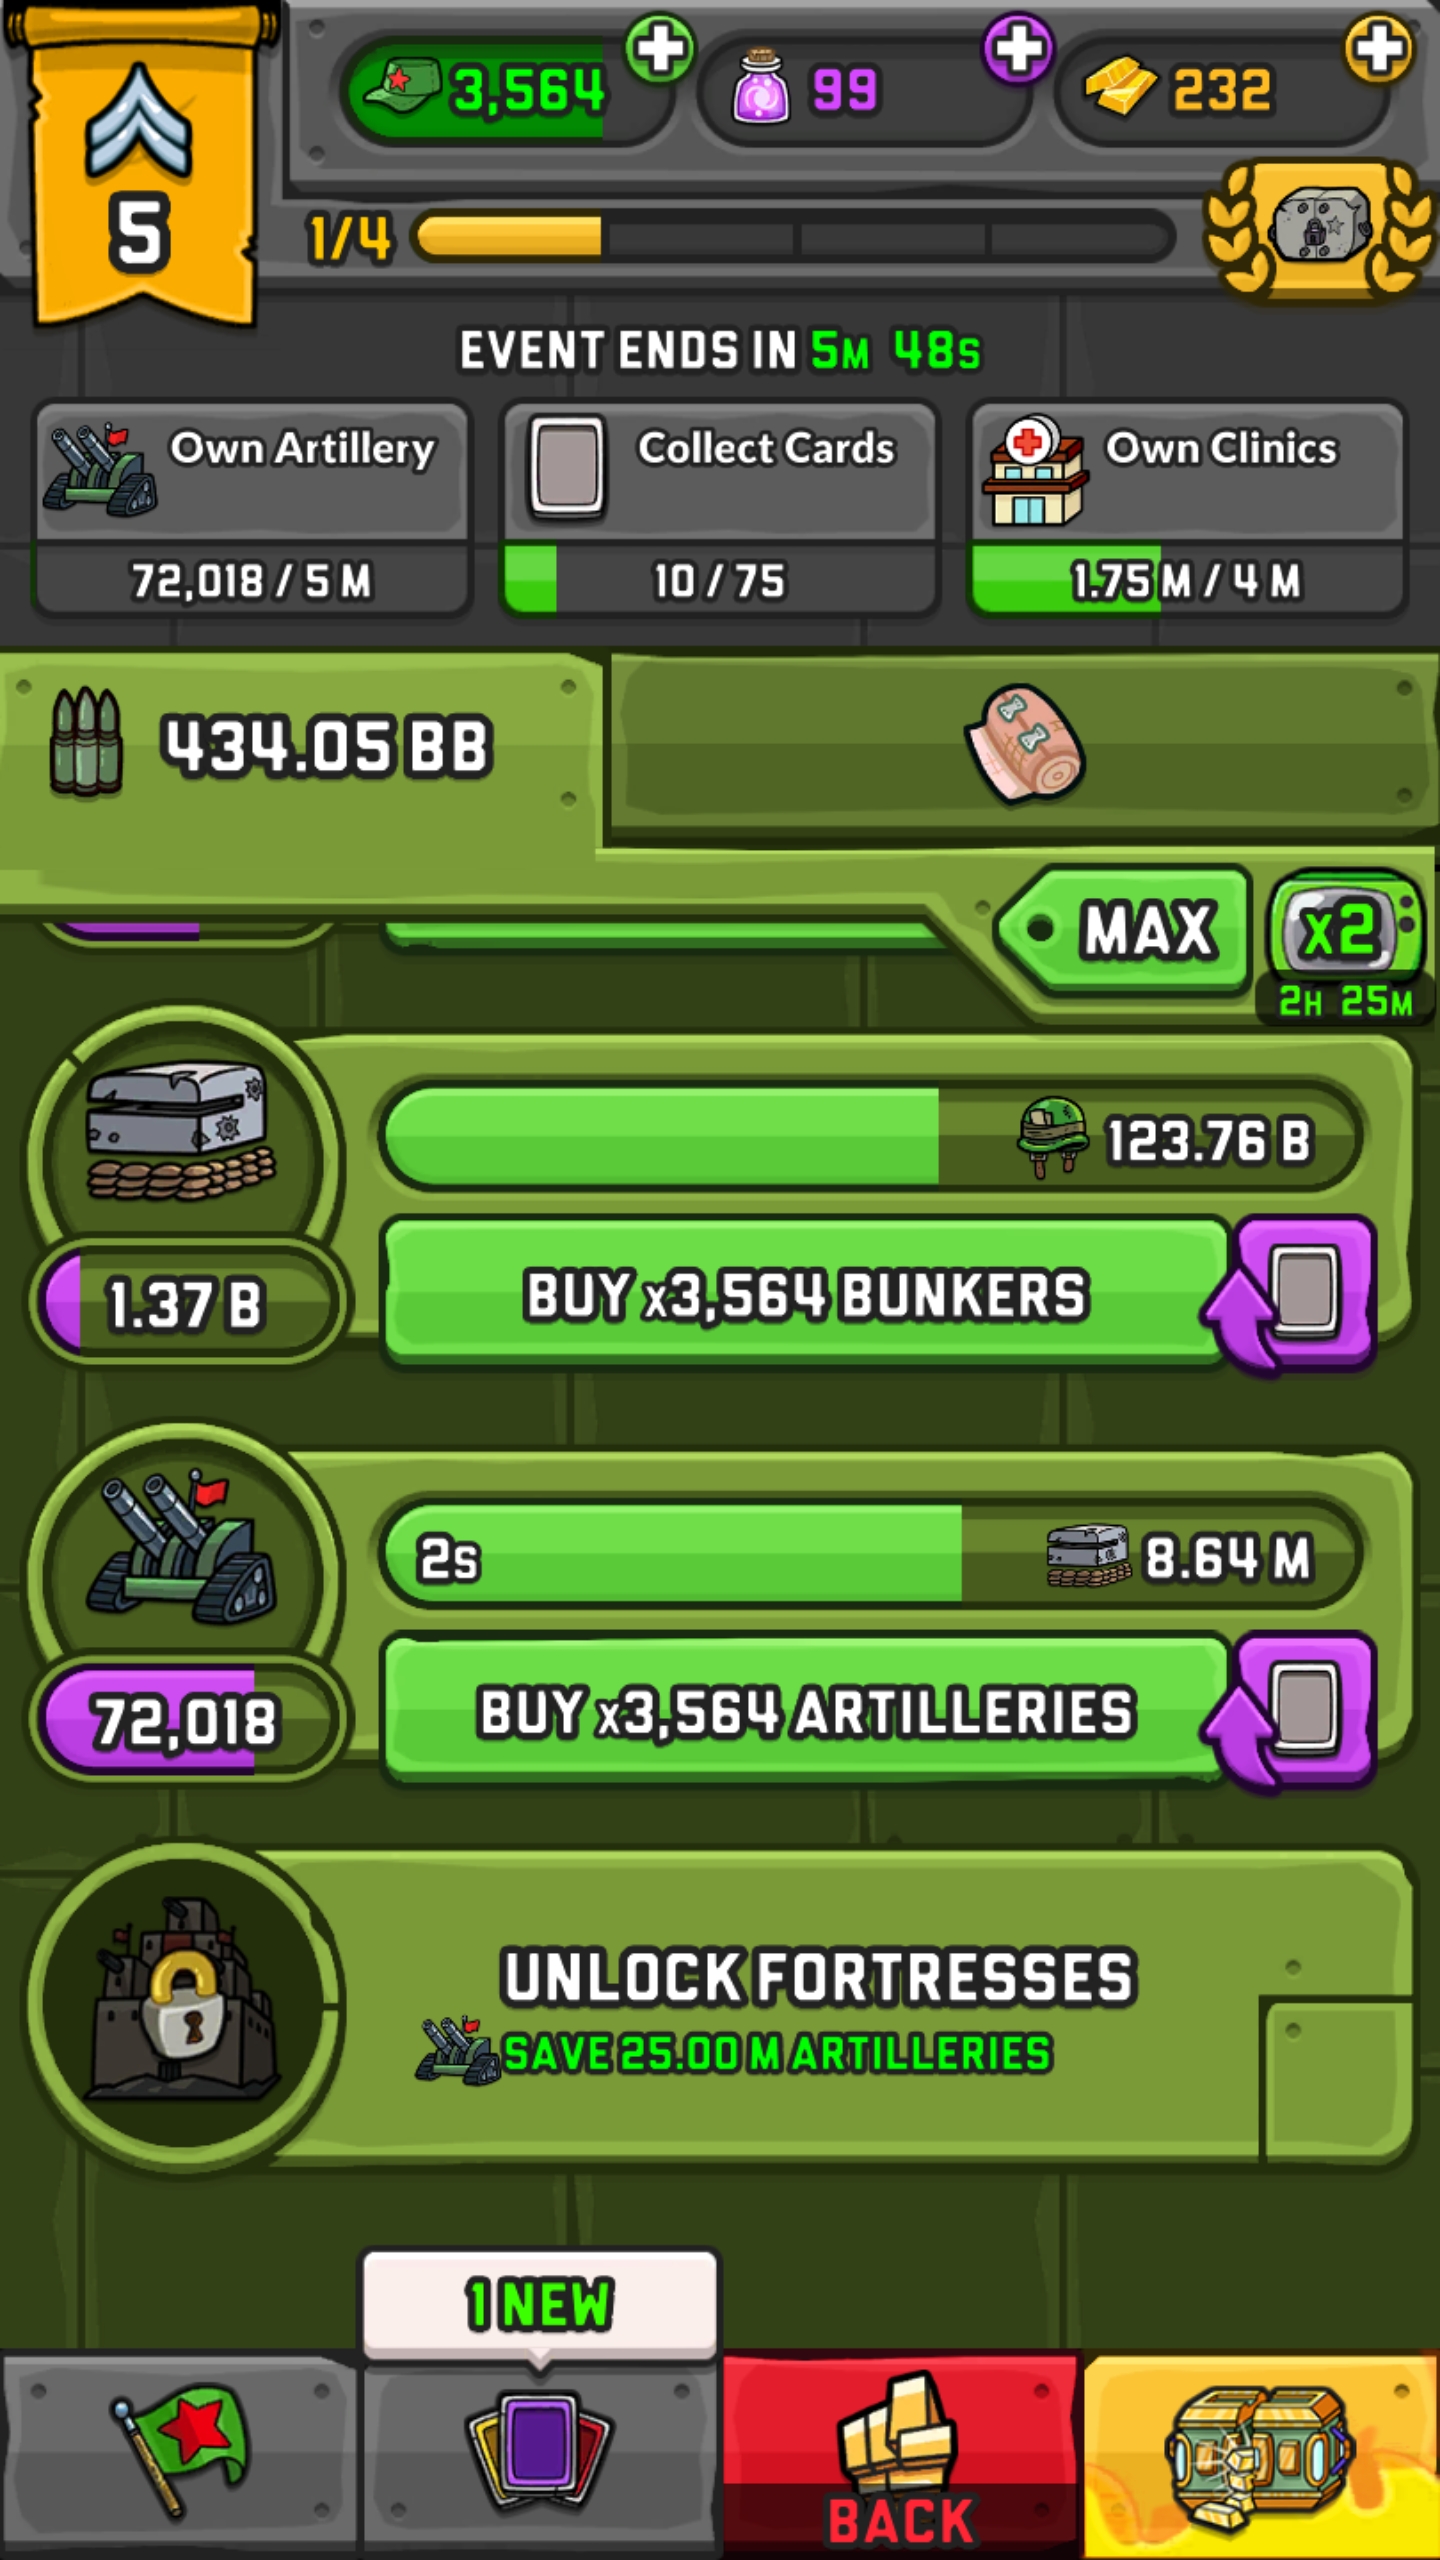 3,564
99
232
5
1/4
EVENT ENDS IN 5M 48S
Own Artillery
72,018 / 5 M
Collect Cards
10 / 75
Own Clinics
1.75 M / 4 M
434.05 BB
MAX
x2
2H 25M
123.76 B
1.37 B
BUY x3,564 BUNKERS
2S
8.64 M
72,018
BUY x3,564 ARTILLERIES
UNLOCK FORTRESSES
SAVE 25.00 M ARTILLERIES
1 NEW
BACK